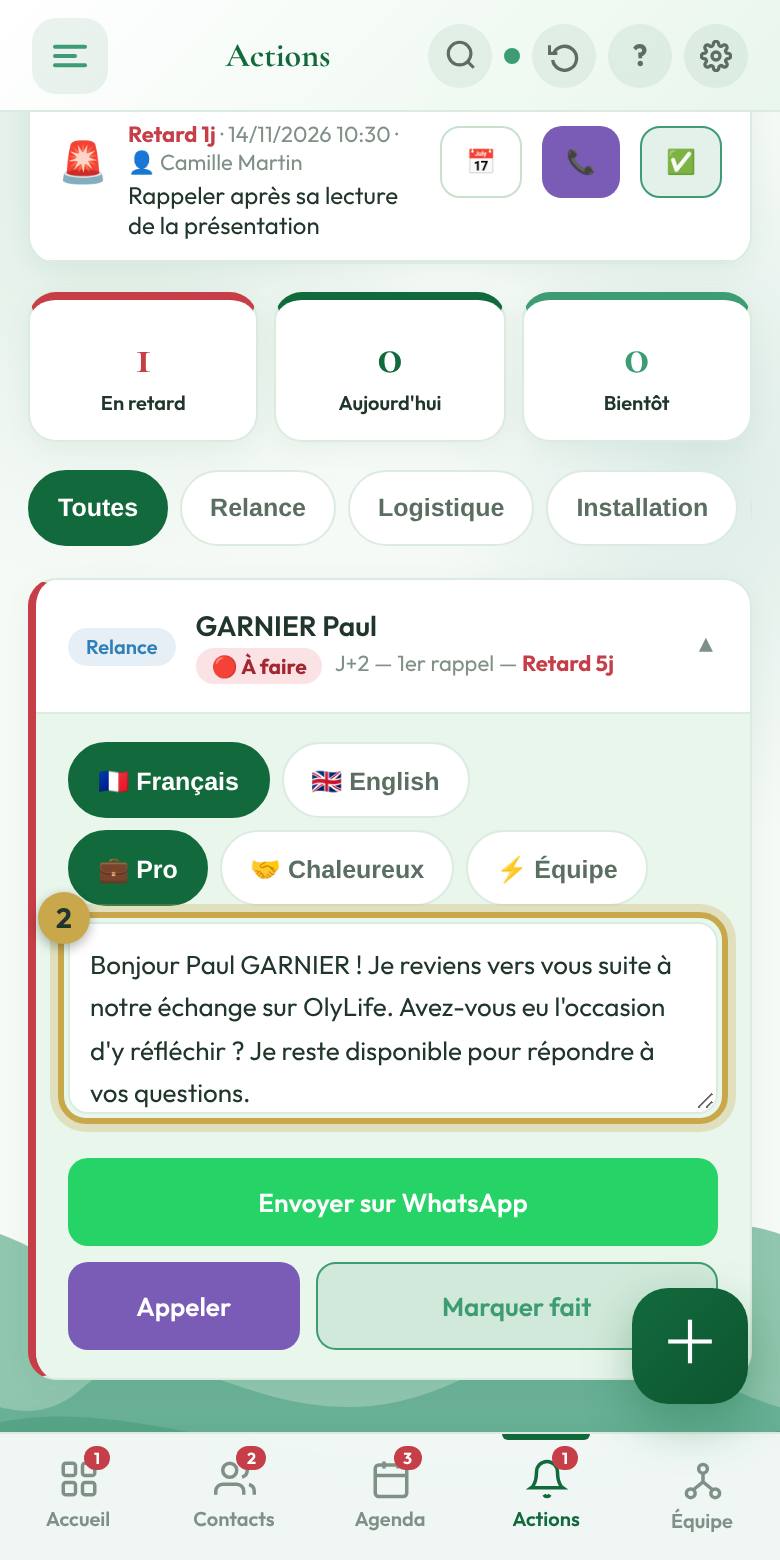 Actions
?
Retard 1j · 14/11/2026 10:30 ·
Camille Martin
Rappeler après sa lecture
de la présentation
JUL
17
1
En retard
0
Aujourd'hui
0
Bientôt
Toutes
Relance
Logistique
Installation
Relance
GARNIER Paul
À faire
J+2 — 1er rappel — Retard 5j
Français
English
Pro
Chaleureux
Équipe
2
Bonjour Paul GARNIER ! Je reviens vers vous suite à
notre échange sur OlyLife. Avez-vous eu l'occasion
d'y réfléchir ? Je reste disponible pour répondre à
vos questions.
Envoyer sur WhatsApp
Appeler
Marquer fait
1
Accueil
2
Contacts
3
Agenda
1
Actions
Équipe